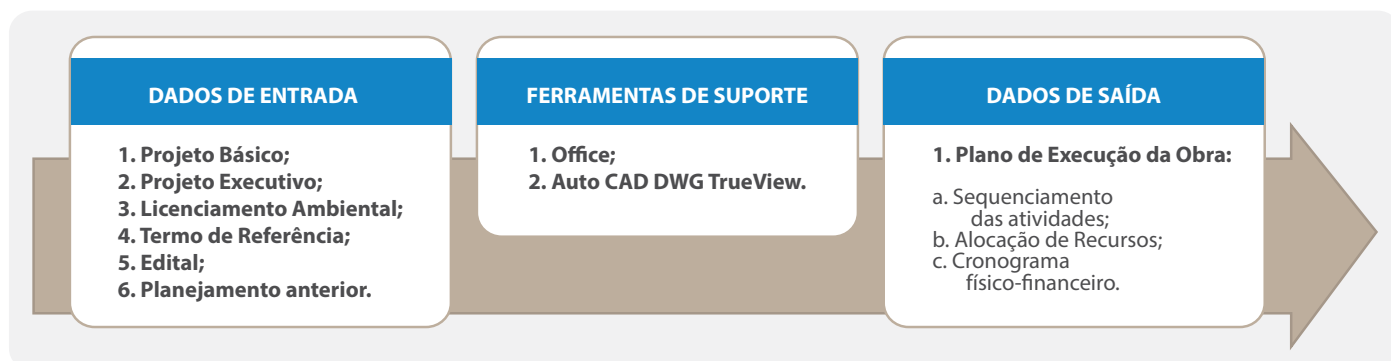 DADOS DE ENTRADA
1. Projeto Básico;
2. Projeto Executivo;
3. Licenciamento Ambiental;
4. Termo de Referência;
5. Edital;
6. Planejamento anterior.
FERRAMENTAS DE SUPORTE
1. Office;
2. Auto CAD DWG TrueView.
DADOS DE SAÍDA
1. Plano de Execução da Obra:
a. Sequenciamento
das atividades;
b. Alocação de Recursos;
c. Cronograma
físico-financeiro.